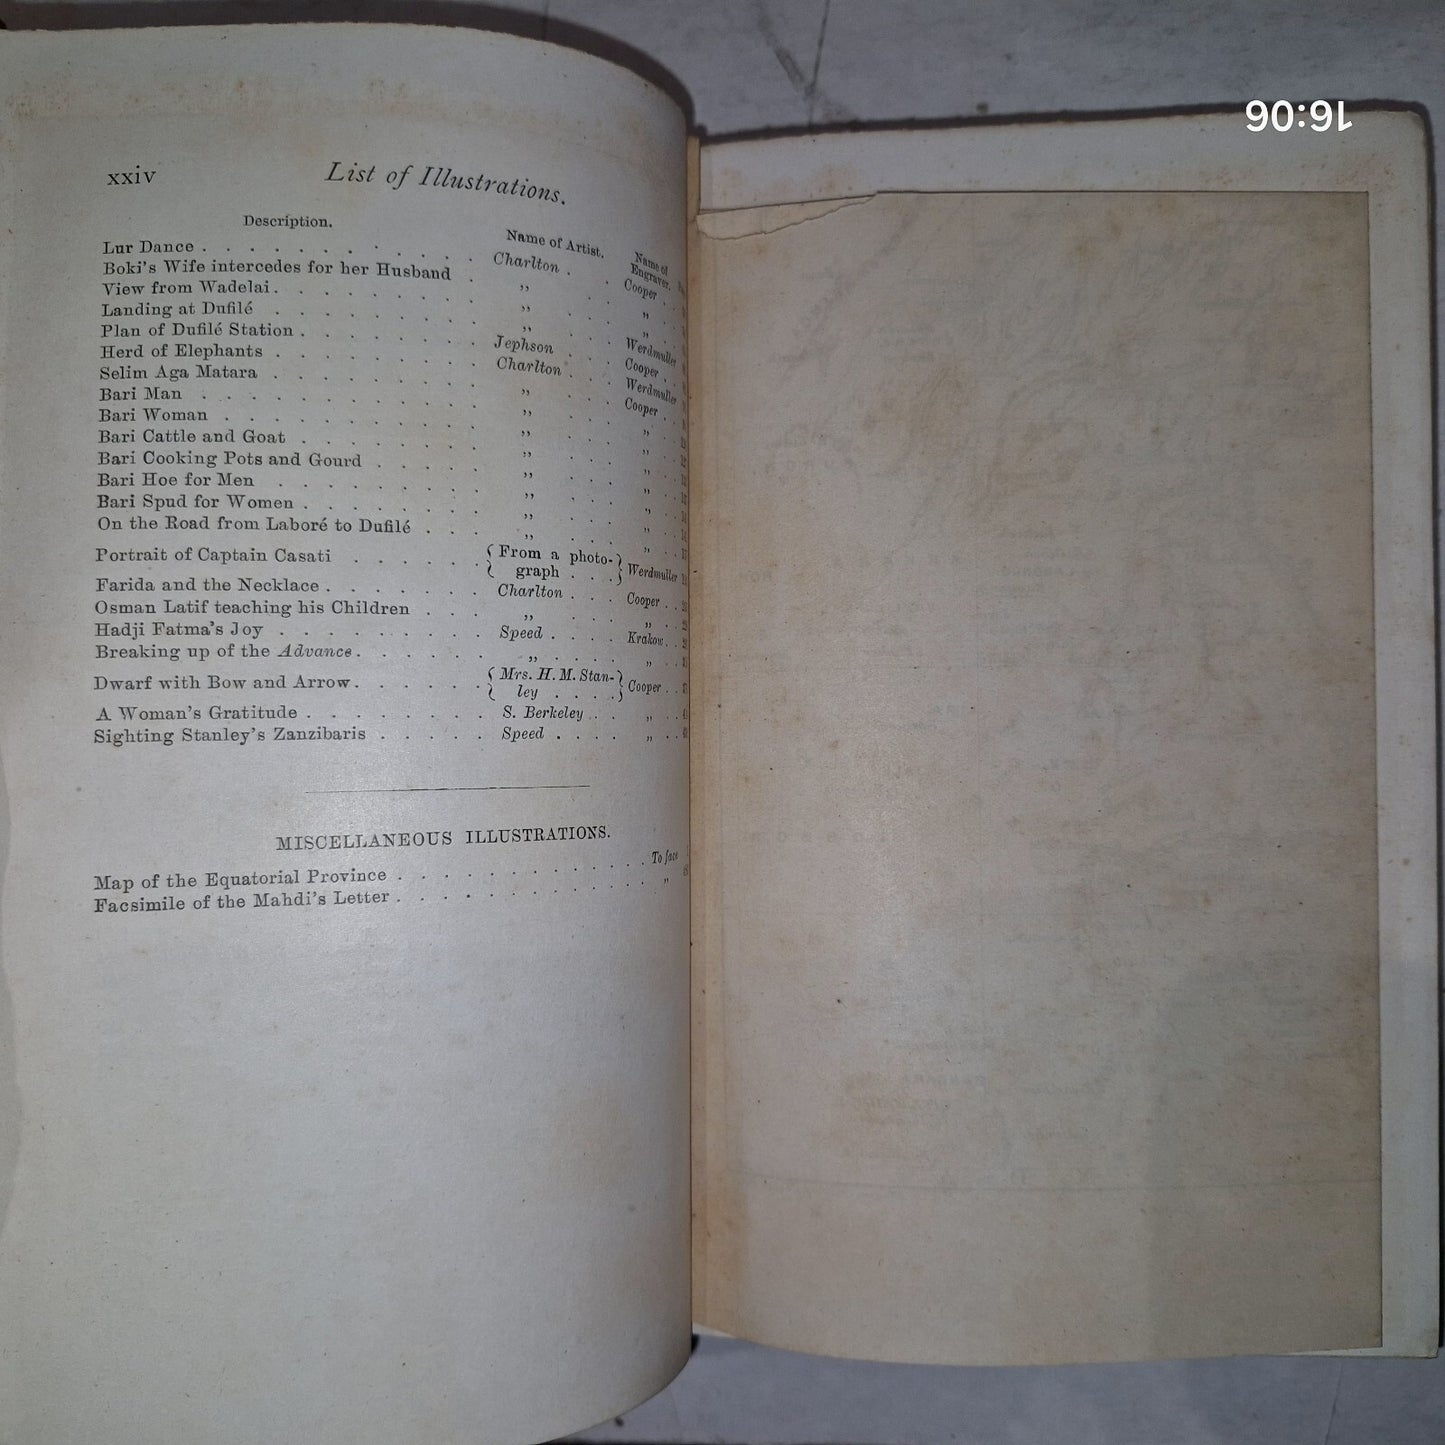 16:06
xxiv List of Illustrations.
Description. Name of Artist. Name of Engraver.
Lur Dance . . . . . . . . . Charlton . . Cooper . .
Boki's Wife intercedes for her Husband . ,, . . ,, . .
View from Wadelai . . . . . . . . ,, . . . ,, . .
Landing at Dufilé . . . . . . . . ,, . . . Werdmuller
Plan of Dufilé Station . . . . . . . . Jephson . . . Cooper . .
Herd of Elephants . . . . . . . . Charlton . . . Werdmuller
Selim Aga Matara . . . . . . . . ,, . . . Cooper . .
Bari Man . . . . . . . . . . ,, . . . ,, . .
Bari Woman . . . . . . . . . ,, . . . ,, . .
Bari Cattle and Goat . . . . . . . ,, . . . ,, . .
Bari Cooking Pots and Gourd . . . . . ,, . . . ,, . .
Bari Hoe for Men . . . . . . . . ,, . . . ,, . .
Bari Spud for Women . . . . . . . ,, . . . ,, . .
On the Road from Laboré to Dufilé . . . ,, . . . ,, . .
Portrait of Captain Casati . . . . . . {From a photo-graph . . .} Werdmuller
Farida and the Necklace . . . . . . . Charlton . . . Cooper . .
Osman Latif teaching his Children . . . ,, . . . ,, . .
Hadji Fatma's Joy . . . . . . . . Speed . . . . Krakow . .
Breaking up of the Advance . . . . . . ,, . . . . ,, . .
Dwarf with Bow and Arrow . . . . . . {Mrs. H. M. Stan-ley . . . .} Cooper . .
A Woman's Gratitude . . . . . . . . S. Berkeley . . ,, . .
Sighting Stanley's Zanzibaris . . . . . Speed . . . . ,, . .
MISCELLANEOUS ILLUSTRATIONS.
Map of the Equatorial Province . . . . . . . . . . . To face
Facsimile of the Mahdi's Letter . . . . . . . . . . . ,,